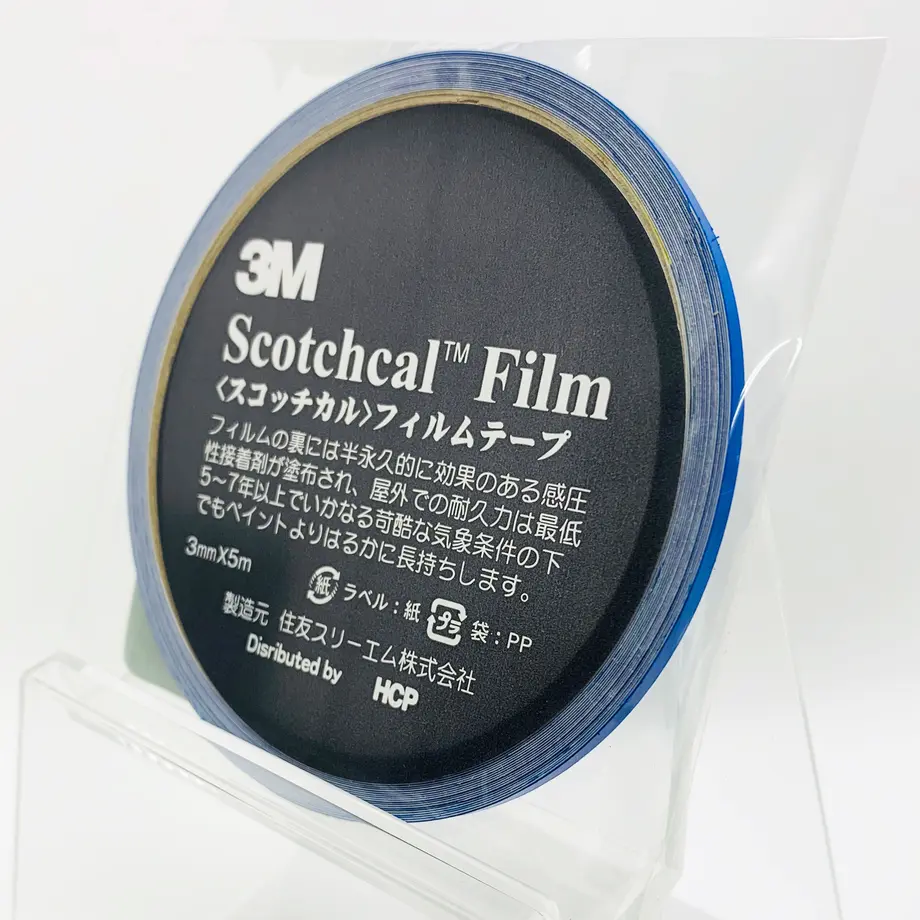 3M
Scotchcal™ Film
〈スコッチカル〉フィルムテープ
フィルムの裏には半永久的に効果のある感圧
性接着剤が塗布され、屋外での耐久力は最低
5〜7年以上でいかなる苛酷な気象条件の下
でもペイントよりはるかに長持ちします。
3mmX5m
紙 ラベル：紙 プラ 袋：PP
製造元 住友スリーエム株式会社
Disributed by HCP